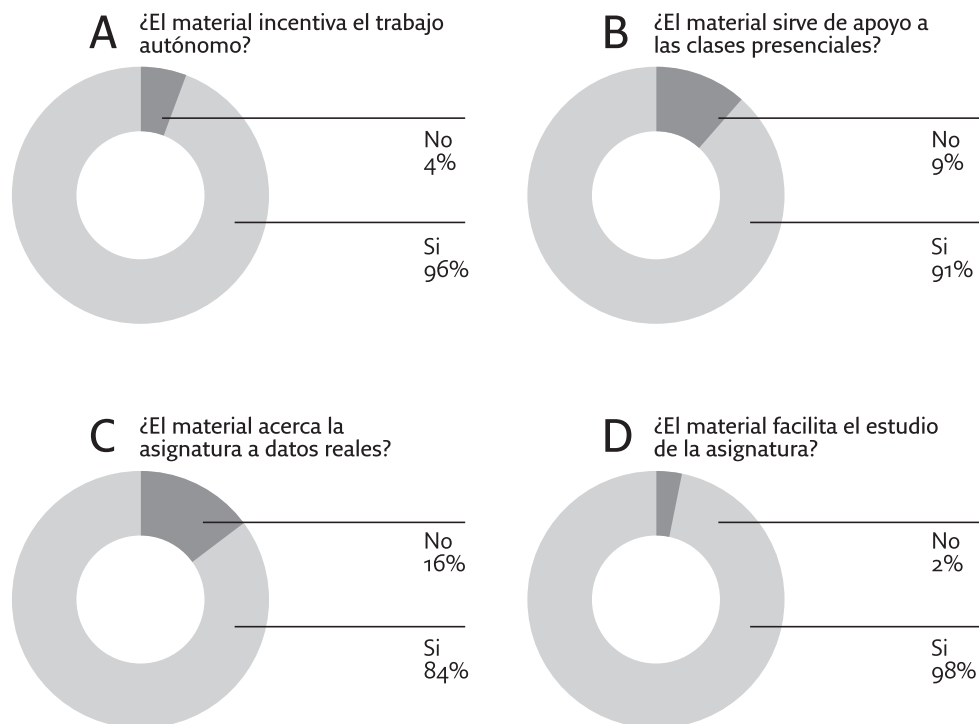 A
¿El material incentiva el trabajo
autónomo?
No
4%
Si
96%
B
¿El material sirve de apoyo a
las clases presenciales?
No
9%
Si
91%
C
¿El material acerca la
asignatura a datos reales?
No
16%
Si
84%
D
¿El material facilita el estudio
de la asignatura?
No
2%
Si
98%